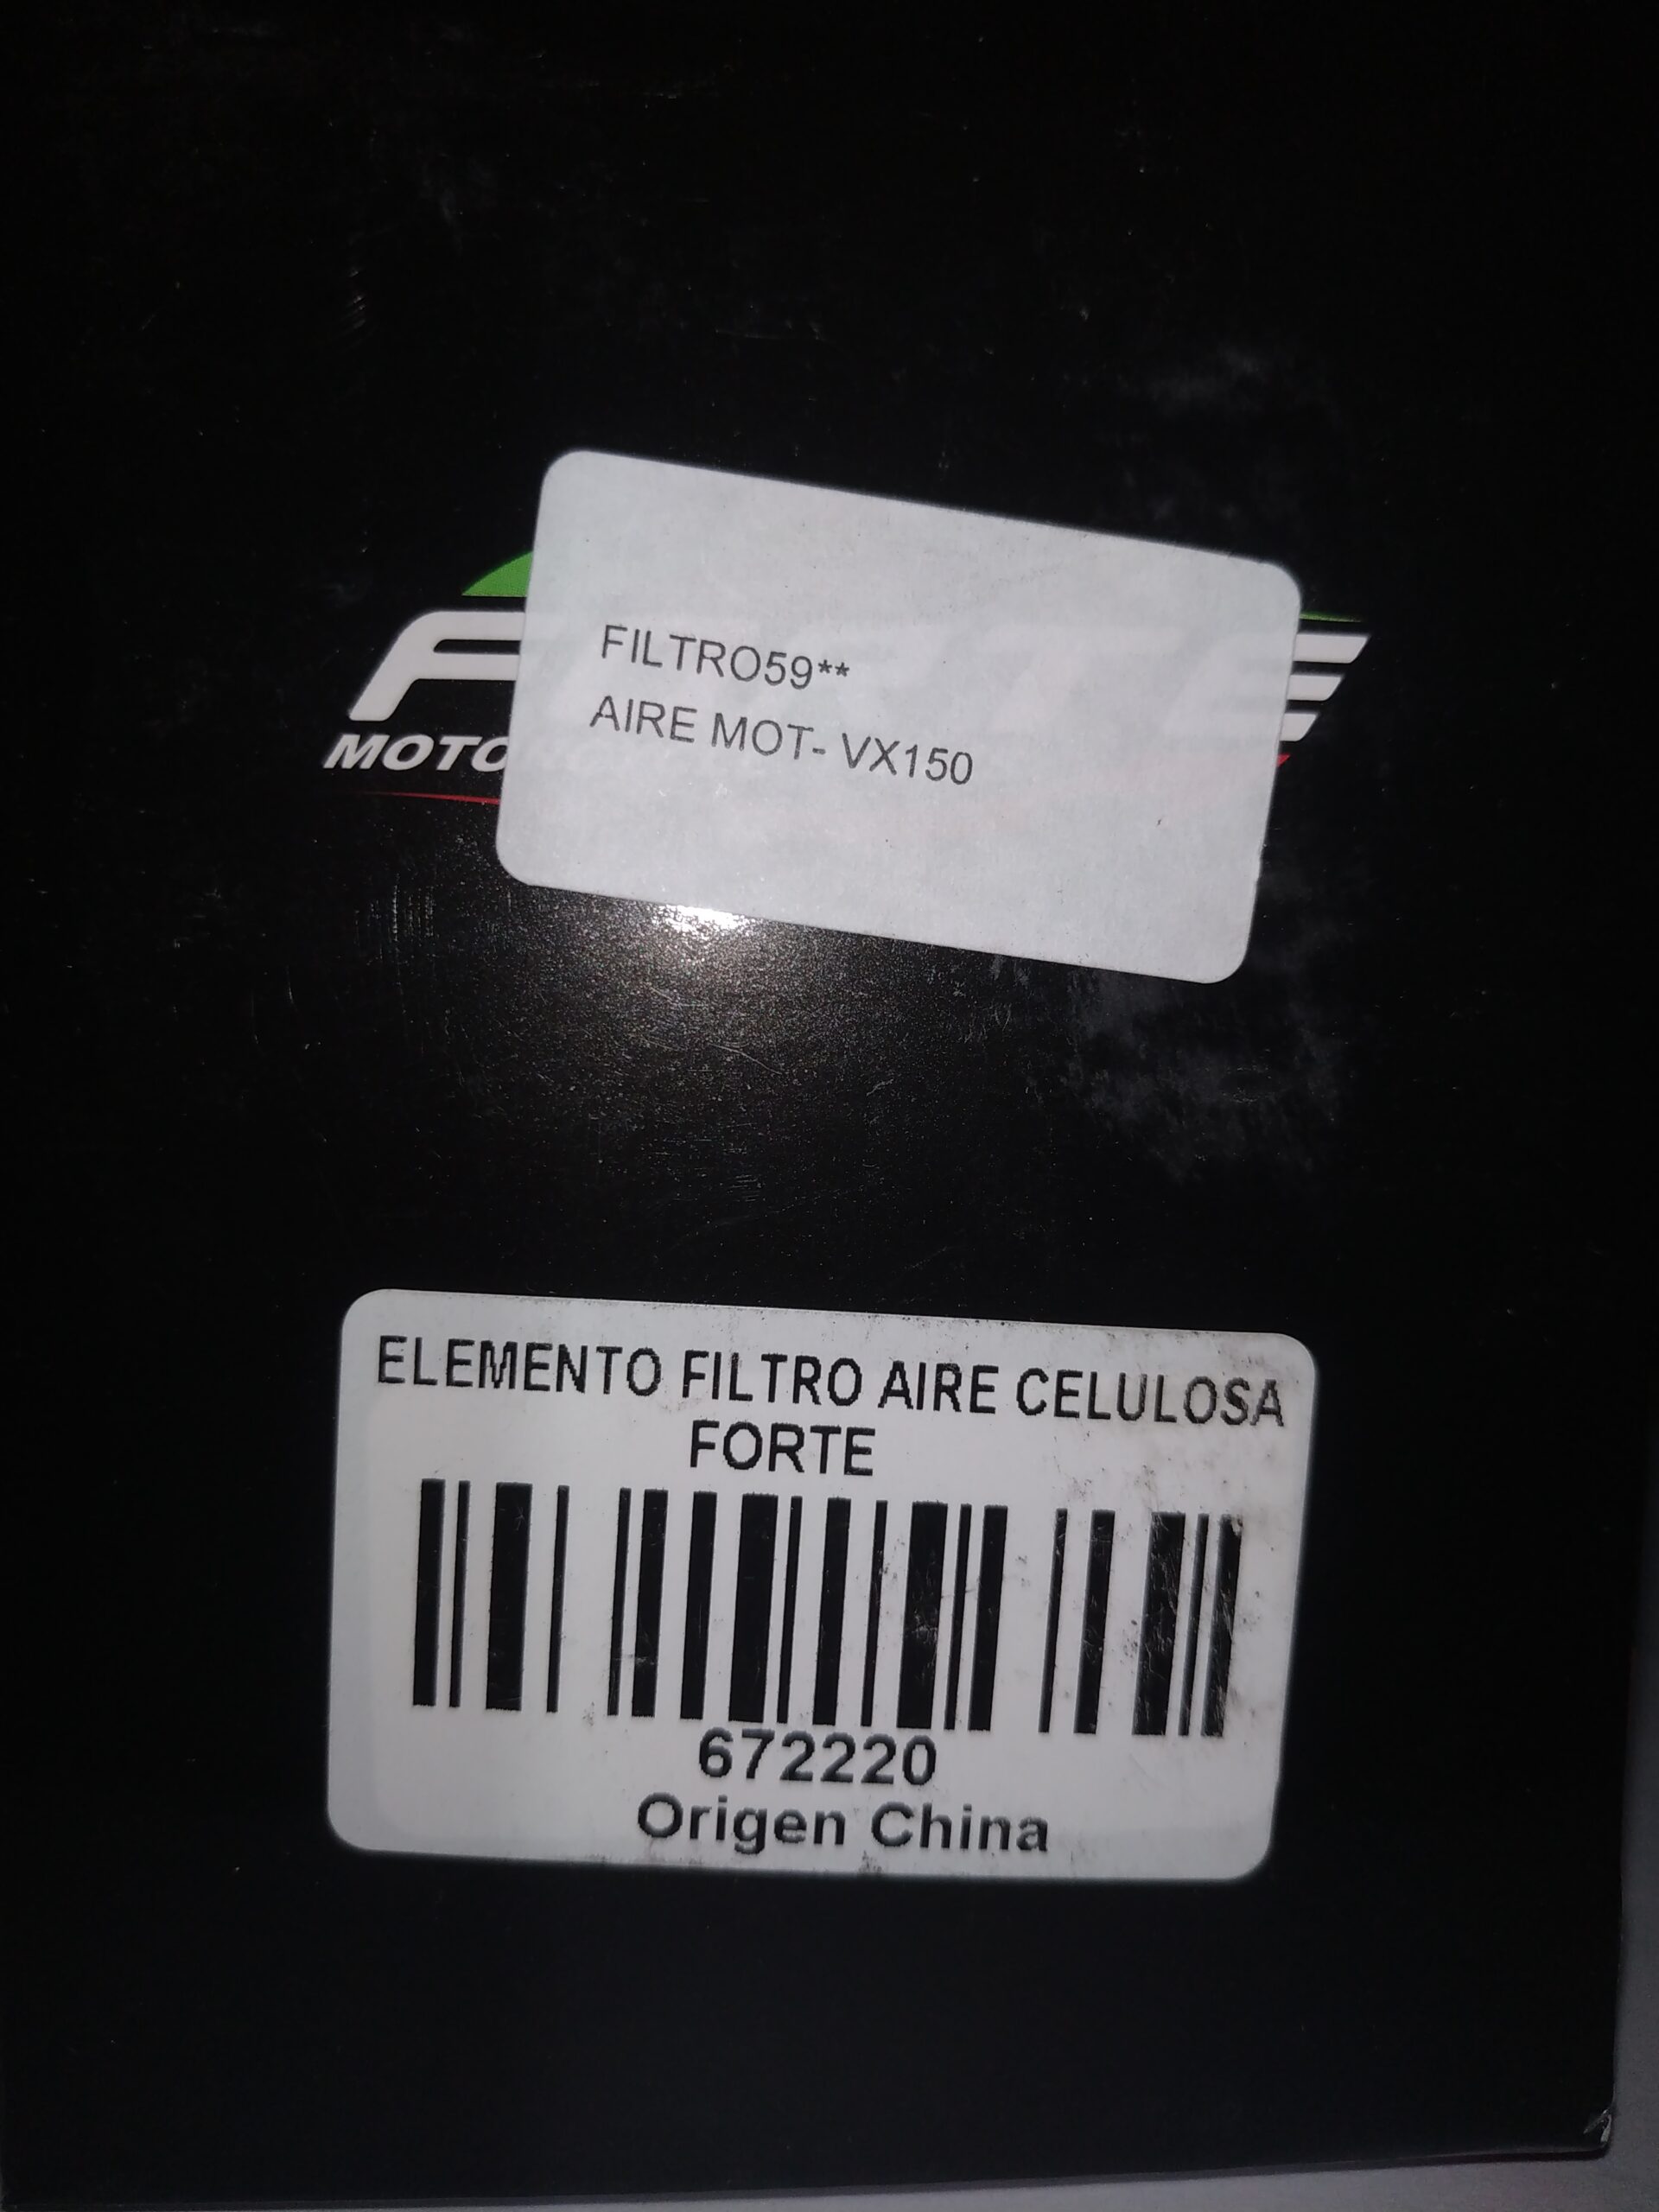 FILTRO59**
AIRE MOT- VX150
ELEMENTO FILTRO AIRE CELULOSA
FORTE
672220
Origen China